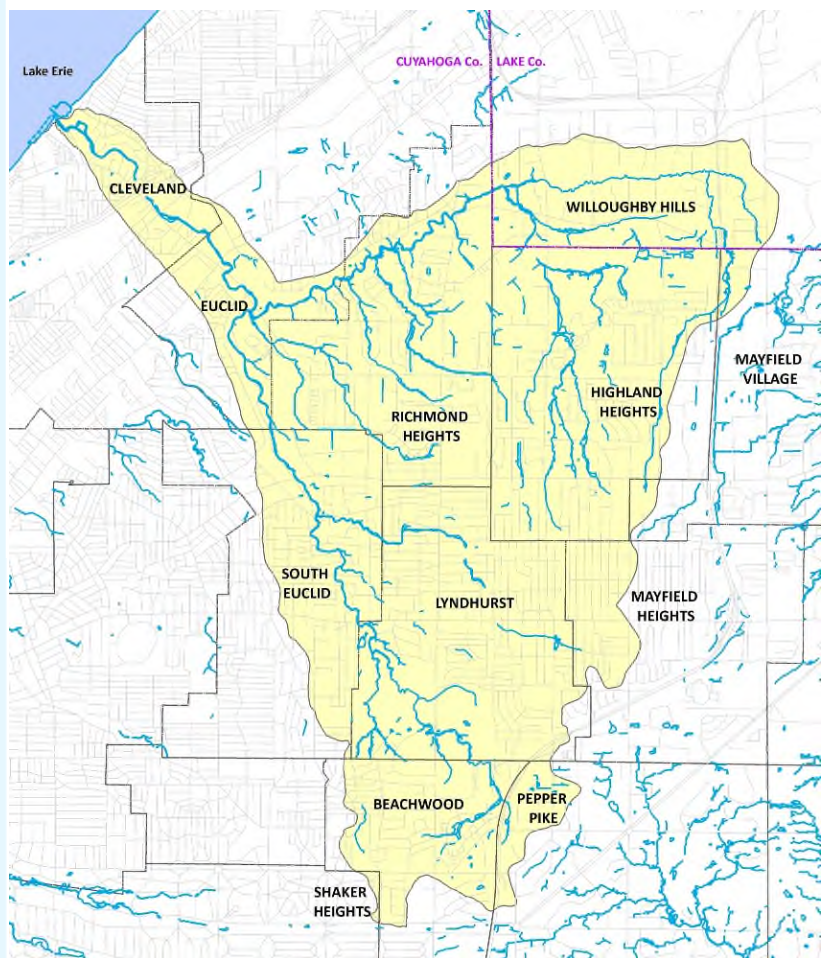 Lake Erie
CUYAHOGA Co.
LAKE Co.
CLEVELAND
WILLOUGHBY HILLS
EUCLID
MAYFIELD
VILLAGE
HIGHLAND
HEIGHTS
RICHMOND
HEIGHTS
SOUTH
EUCLID
LYNDHURST
MAYFIELD
HEIGHTS
BEACHWOOD
PEPPER
PIKE
SHAKER
HEIGHTS